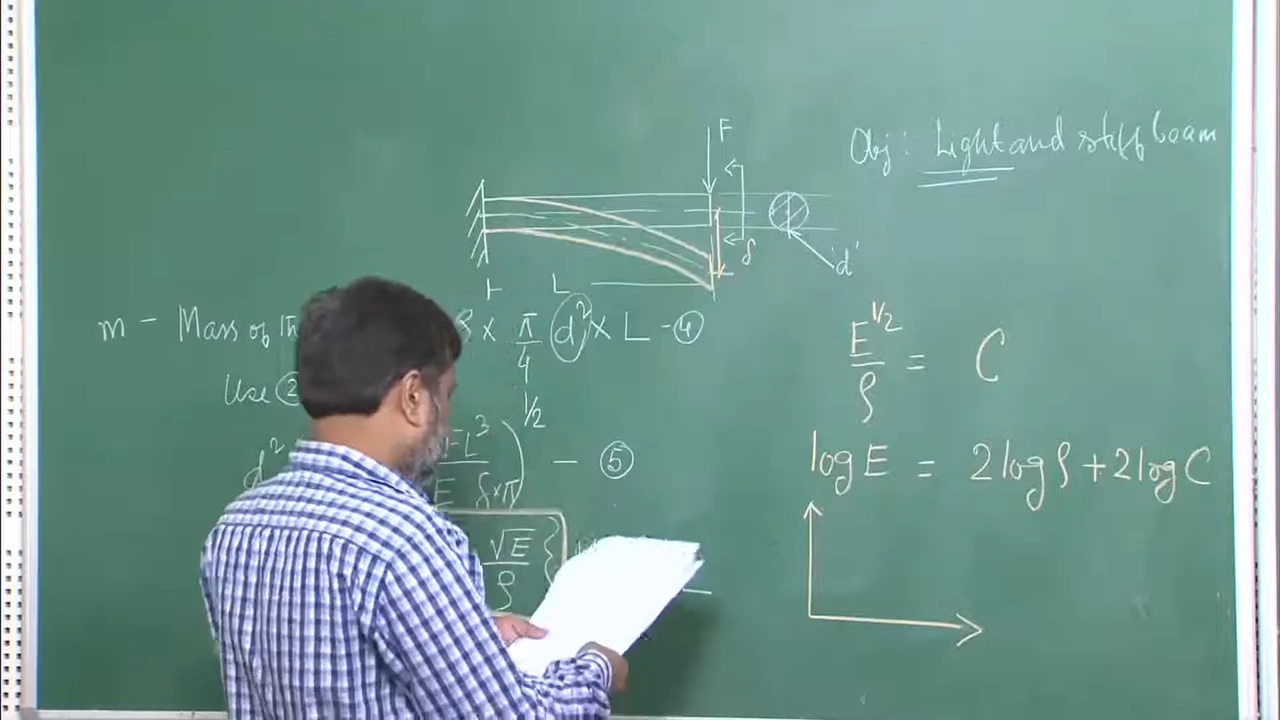 Obj: Light and stiff beam
F
δ
'd'
L
m - Mass of th ρ × π/4 d² × L - ④
Use ②
E^1/2 / ρ = C
d² L³ 1/2 - ⑤
E δ×π
log E = 2 log ρ + 2 log C
√E / ρ